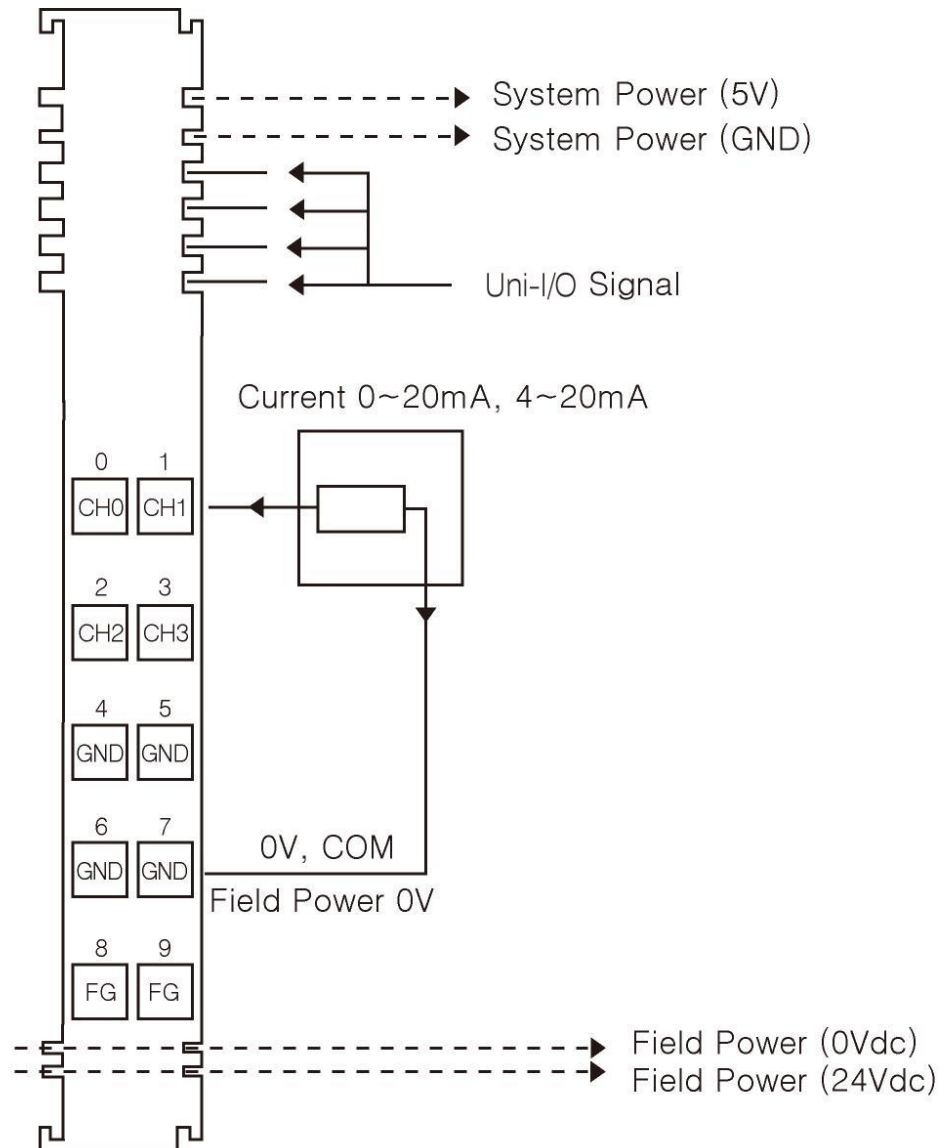 System Power (5V)
System Power (GND)
Uni-I/O Signal
Current 0~20mA, 4~20mA
0 1
CH0 CH1
2 3
CH2 CH3
4 5
GND GND
6 7
GND GND
0V, COM
Field Power 0V
8 9
FG FG
Field Power (0Vdc)
Field Power (24Vdc)